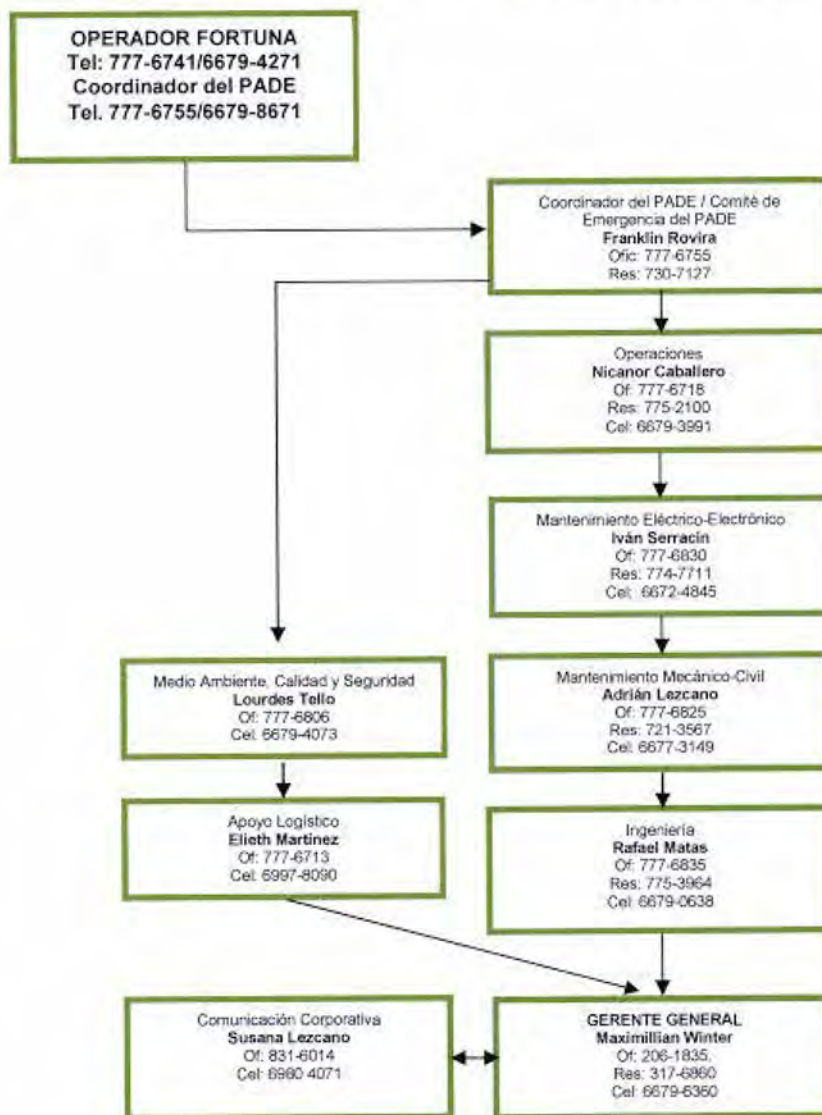 OPERADOR FORTUNA
Tel: 777-6741/6679-4271
Coordinador del PADE
Tel. 777-6755/6679-8671
Coordinador del PADE / Comité de
Emergencia del PADE
Franklin Rovira
Ofic: 777-6755
Res: 730-7127
Operaciones
Nicanor Caballero
Of: 777-6718
Res: 775-2100
Cel: 6679-3991
Mantenimiento Eléctrico-Electrónico
Iván Serracín
Of: 777-6830
Res: 774-7711
Cel: 6672-4845
Medio Ambiente, Calidad y Seguridad
Lourdes Tello
Of: 777-6806
Cel: 6679-4073
Mantenimiento Mecánico-Civil
Adrián Lezcano
Of: 777-6825
Res: 721-3567
Cel: 6677-3149
Apoyo Logístico
Elieth Martinez
Of: 777-6713
Cel: 6997-8090
Ingeniería
Rafael Matas
Of: 777-6835
Res: 775-3964
Cel: 6679-0638
Comunicación Corporativa
Susana Lezcano
Of: 831-6014
Cel: 6980 4071
GERENTE GENERAL
Maximillian Winter
Of: 206-1835.
Res: 317-6860
Cel: 6679-6360